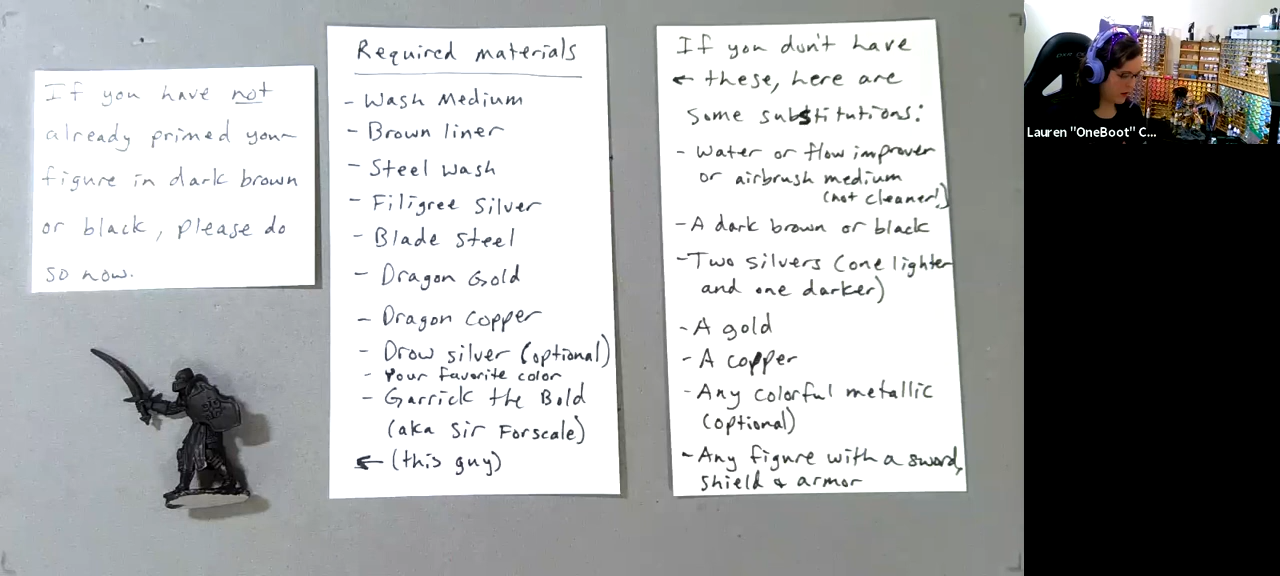 If you have not
already primed your
figure in dark brown
or black, please do
so now.
Required materials
- Wash Medium
- Brown liner
- Steel wash
- Filigree Silver
- Blade Steel
- Dragon Gold
- Dragon Copper
- Drow silver (optional)
- Your favorite color
- Garrick the Bold
(aka Sir Forscale)
← (this guy)
If you don't have
← these, here are
some substitutions:
- Water or flow improver
or airbrush medium
(not cleaner!)
- A dark brown or black
- Two silvers (one lighter
and one darker)
- A gold
- A copper
- Any colorful metallic
(optional)
- Any figure with a sword,
shield & armor
Lauren "OneBoot" C...